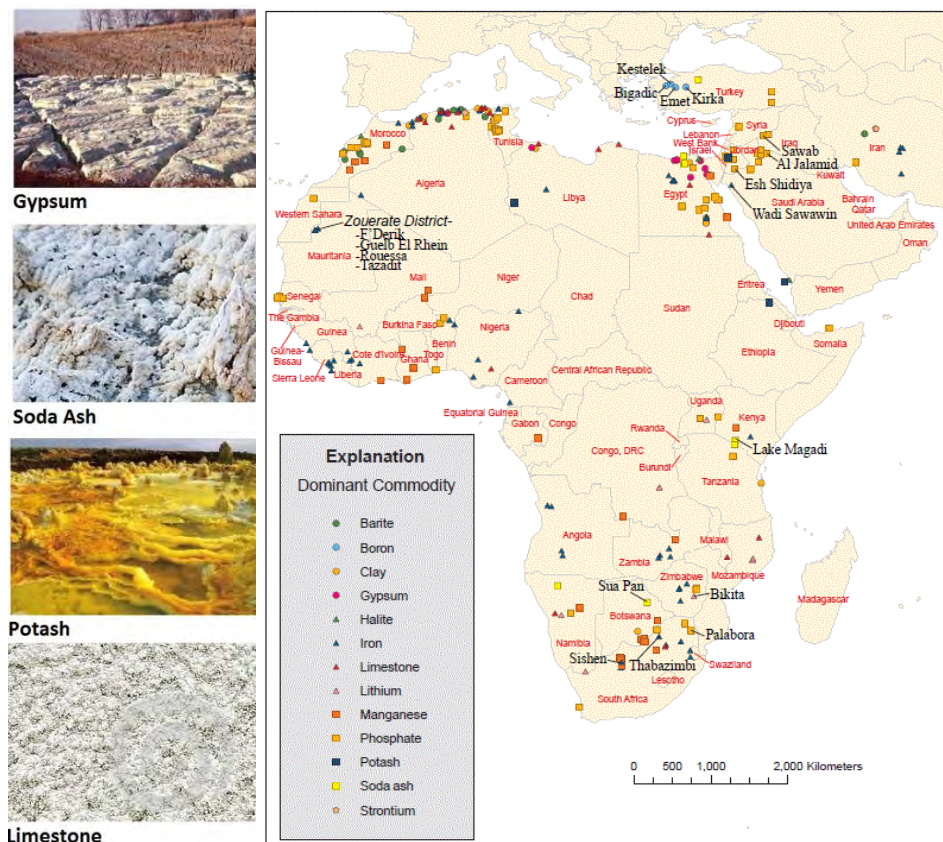 Gypsum
Soda Ash
Potash
Limestone
Kestelek
Bigadic
Emet
Kirka
Turkey
Cyprus
Syria
Lebanon
West Bank
Israel
Jordan
Iraq
Iran
Sawab
Al Jalamid
Kuwait
Esh Shidiya
Wadi Sawawin
Bahrain
Qatar
Saudi Arabia
United Arab Emirates
Oman
Yemen
Morocco
Tunisia
Algeria
Libya
Egypt
Western Sahara
Zouerate District-
-F'Derik
-Guelb El Rhein
-Rouessa
-Tazadit
Mauritania
Mali
Niger
Chad
Sudan
Eritrea
Djibouti
Somalia
Ethiopia
Senegal
The Gambia
Guinea-
Bissau
Guinea
Sierra Leone
Liberia
Cote d'Ivoire
Burkina Faso
Ghana
Togo
Benin
Nigeria
Cameroon
Central African Republic
Equatorial Guinea
Gabon
Congo
Congo, DRC
Uganda
Kenya
Rwanda
Burundi
Lake Magadi
Tanzania
Angola
Zambia
Malawi
Mozambique
Zimbabwe
Madagascar
Sua Pan
Bikita
Botswana
Namibia
Palabora
Sishen
Thabazimbi
Swaziland
Lesotho
South Africa
Explanation
Dominant Commodity
Barite
Boron
Clay
Gypsum
Halite
Iron
Limestone
Lithium
Manganese
Phosphate
Potash
Soda ash
Strontium
0 500 1,000 2,000 Kilometers